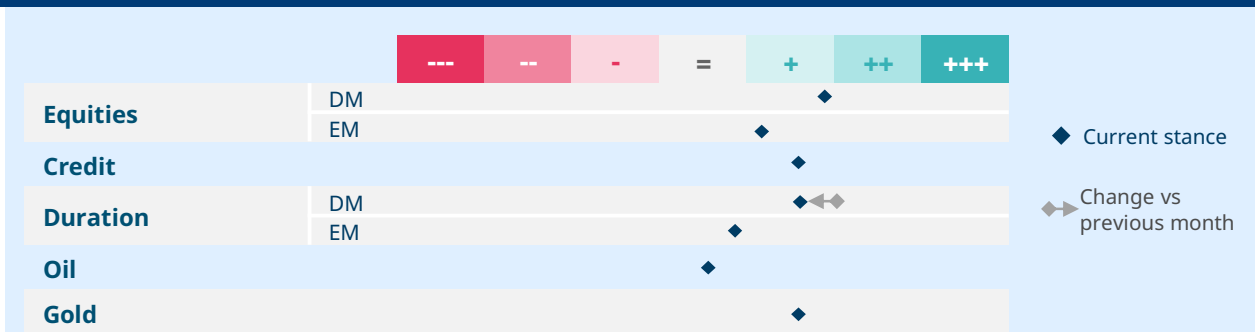 --- -- - = + ++ +++
Equities
DM
EM
Credit
Duration
DM
EM
Oil
Gold
Current stance
Change vs
previous month